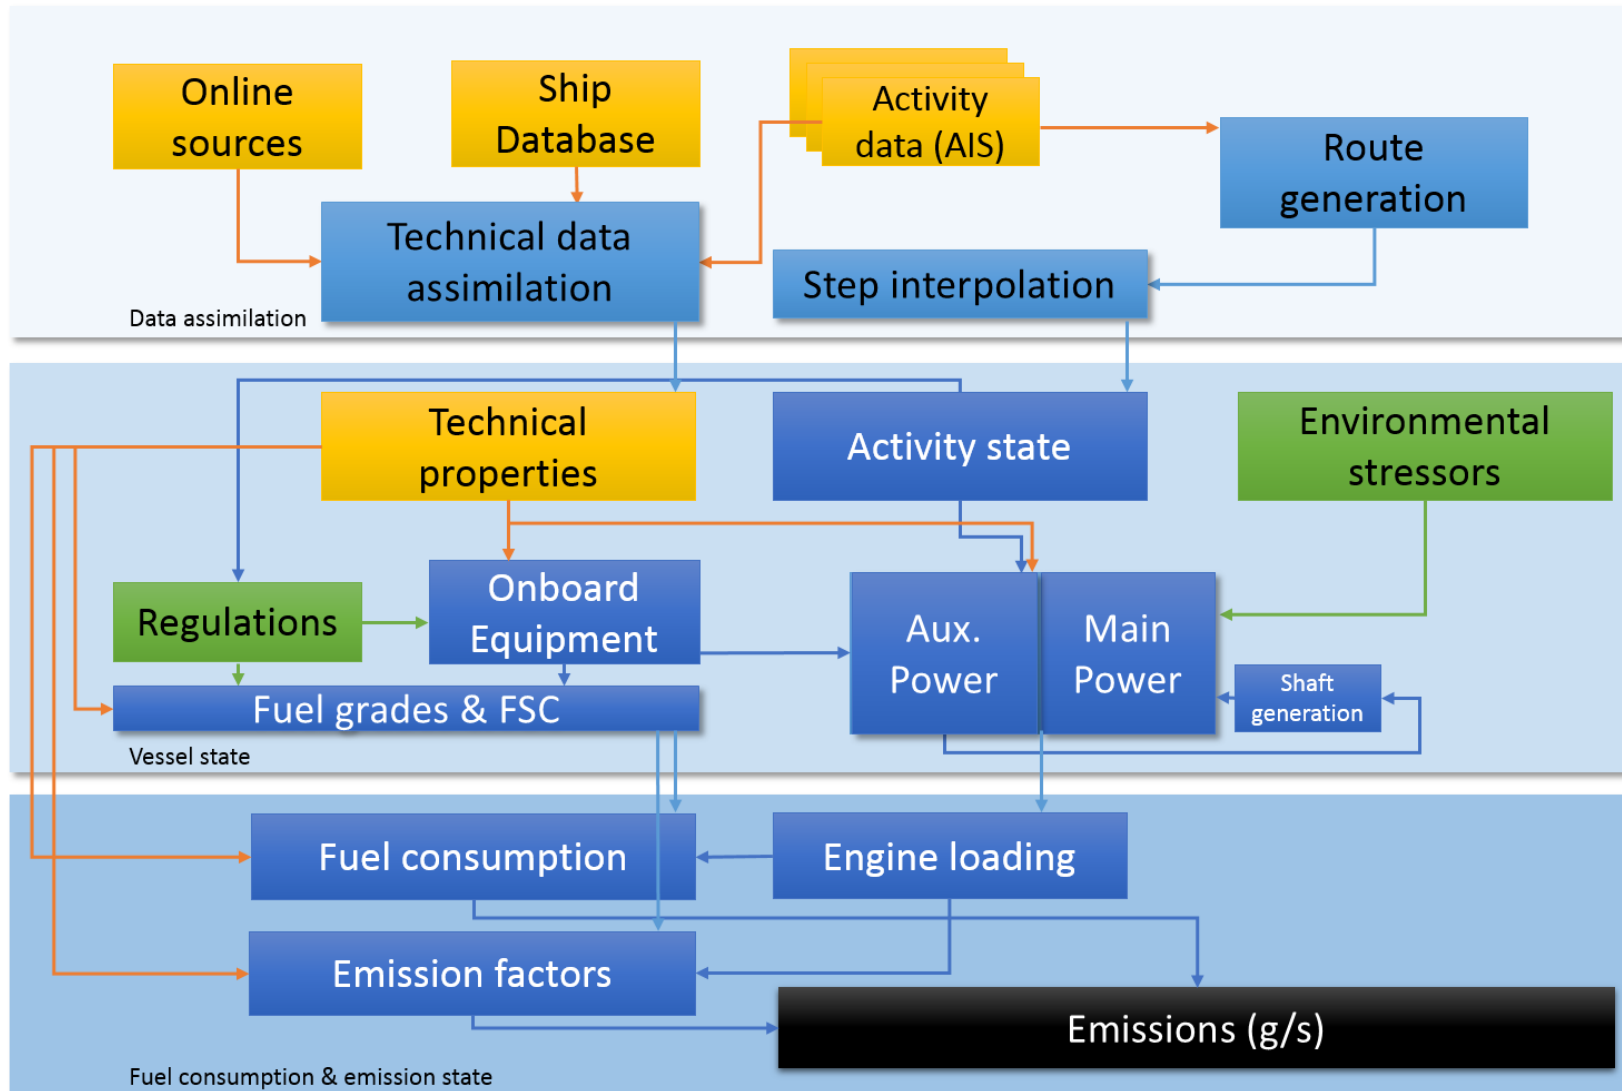 Online
sources
Ship
Database
Activity
data (AIS)
Route
generation
Technical data
assimilation
Step interpolation
Data assimilation
Technical
properties
Activity state
Environmental
stressors
Regulations
Onboard
Equipment
Aux.
Power
Main
Power
Shaft
generation
Fuel grades & FSC
Vessel state
Fuel consumption
Engine loading
Emission factors
Emissions (g/s)
Fuel consumption & emission state